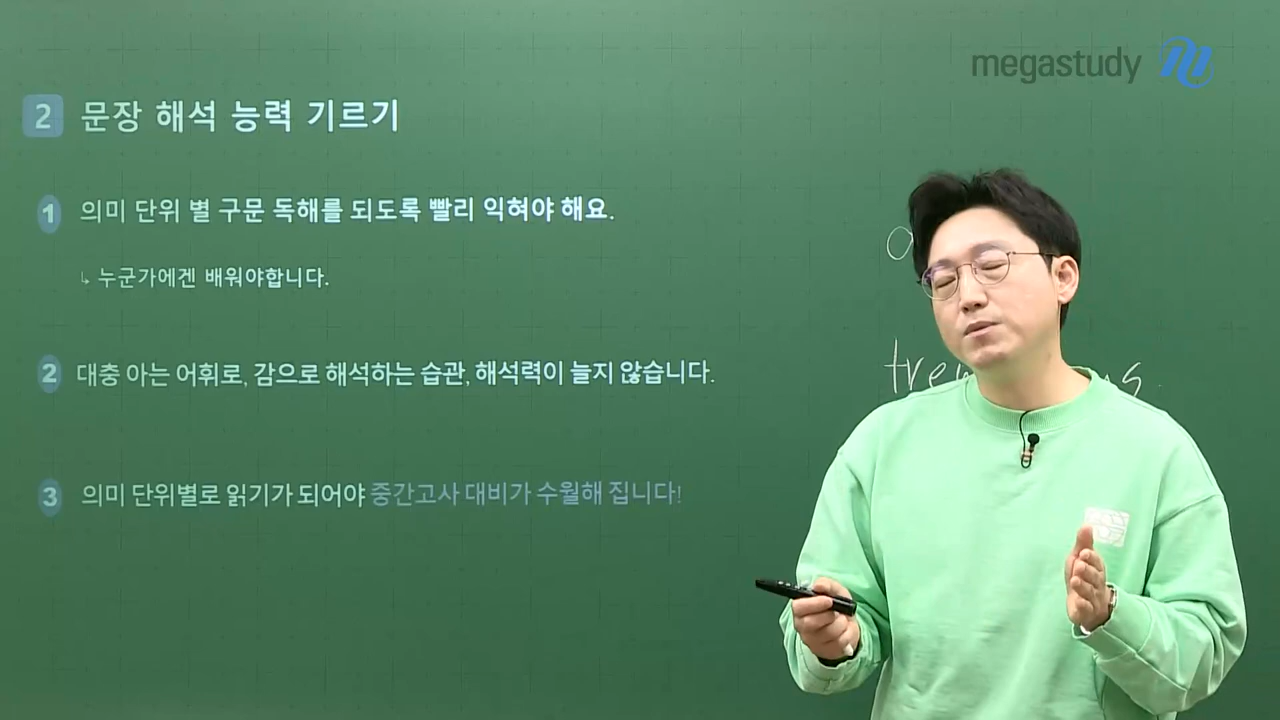 megastudy
2 문장 해석 능력 기르기
1 의미 단위 별 구문 독해를 되도록 빨리 익혀야 해요.
↳ 누군가에겐 배워야합니다.
2 대충 아는 어휘로, 감으로 해석하는 습관, 해석력이 늘지 않습니다.
3 의미 단위별로 읽기가 되어야 중간고사 대비가 수월해 집니다!